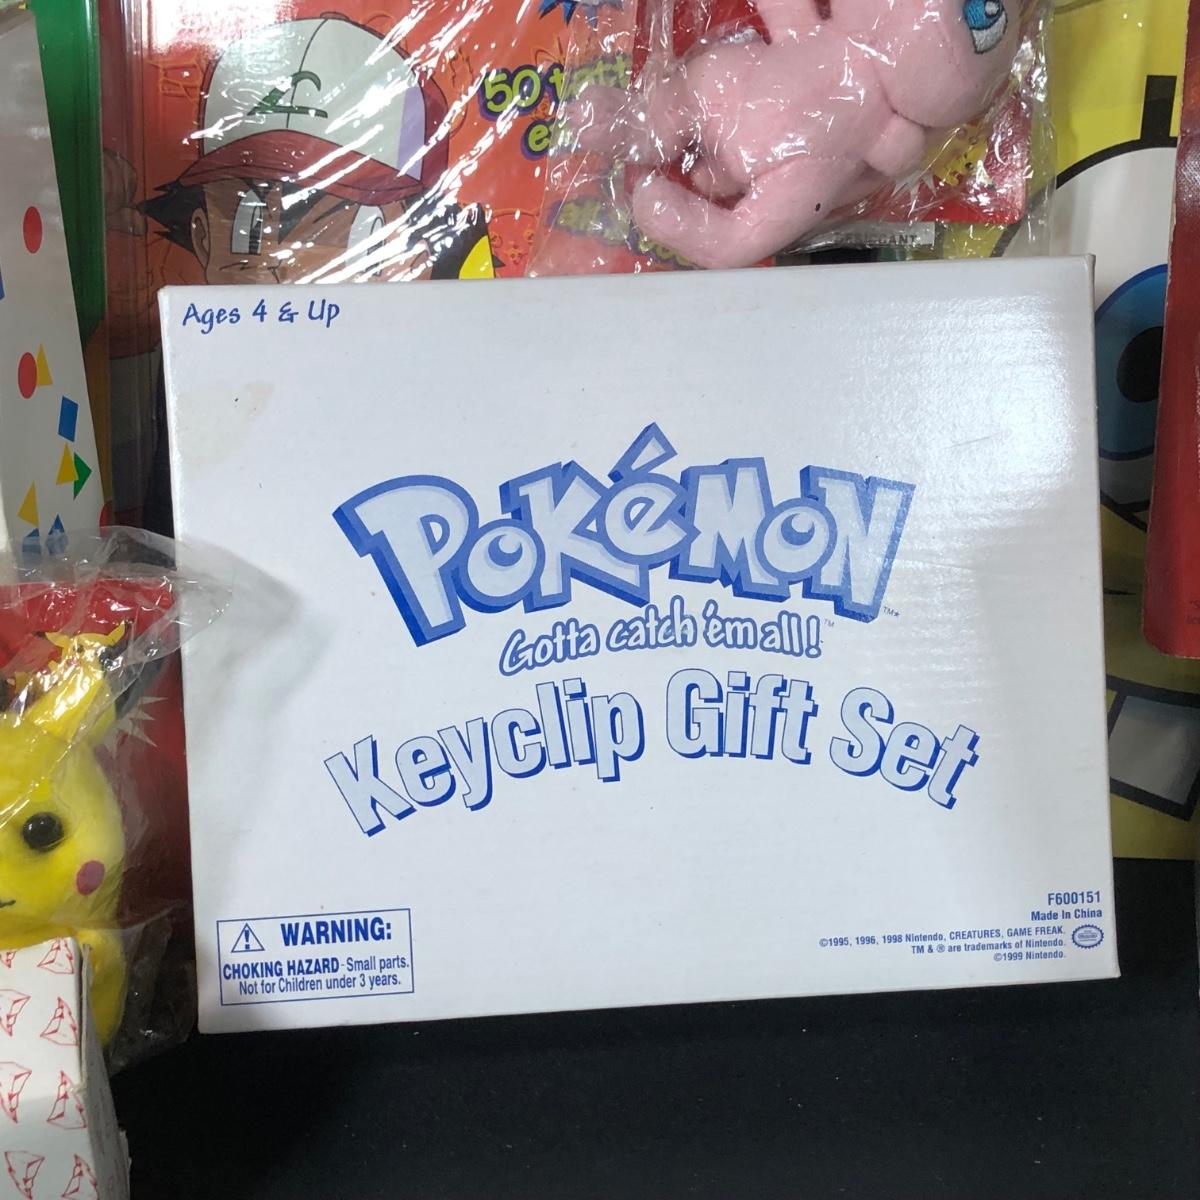 50
Ages 4 & Up
POKéMON
TM*
Gotta catch 'em all!
TM
Keyclip Gift Set
WARNING:
CHOKING HAZARD-Small parts.
Not for Children under 3 years.
F600151
Made In China
©1995, 1996, 1998 Nintendo, CREATURES, GAME FREAK.
TM & ® are trademarks of Nintendo.
©1999 Nintendo.